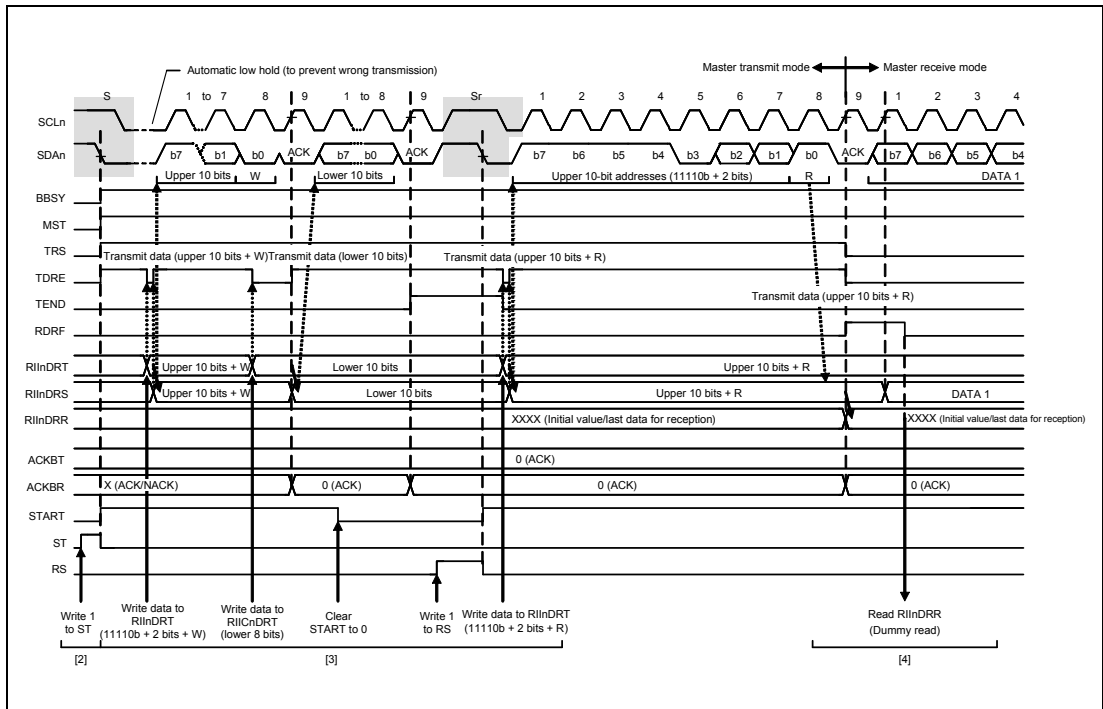 Master transmit mode Master receive mode
Automatic low hold (to prevent wrong transmission)
S 1 to 7 8 9 1 to 8 9 Sr 1 2 3 4 5 6 7 8 9 1 2 3 4
SCLn
SDAn b7 b1 b0 ACK b7 b0 ACK b7 b6 b5 b4 b3 b2 b1 b0 ACK b7 b6 b5 b4
Upper 10 bits W Lower 10 bits Upper 10-bit addresses (11110b + 2 bits) R DATA 1
BBSY
MST
TRS
Transmit data (upper 10 bits + W) Transmit data (lower 10 bits) Transmit data (upper 10 bits + R)
TDRE
TEND Transmit data (upper 10 bits + R)
RDRF
RIInDRT Upper 10 bits + W Lower 10 bits Upper 10 bits + R
RIInDRS Upper 10 bits + W Lower 10 bits Upper 10 bits + R DATA 1
RIInDRR XXXX (Initial value/last data for reception) XXXX (Initial value/last data for reception)
ACKBT 0 (ACK)
ACKBR X (ACK/NACK) 0 (ACK) 0 (ACK) 0 (ACK)
START
ST
RS
Write 1
to ST
Write data to
RIInDRT
(11110b + 2 bits + W)
Write data to
RIICnDRT
(lower 8 bits)
Clear
START to 0
Write 1
to RS
Write data to RIInDRT
(11110b + 2 bits + R)
Read RIInDRR
(Dummy read)
[2] [3] [4]